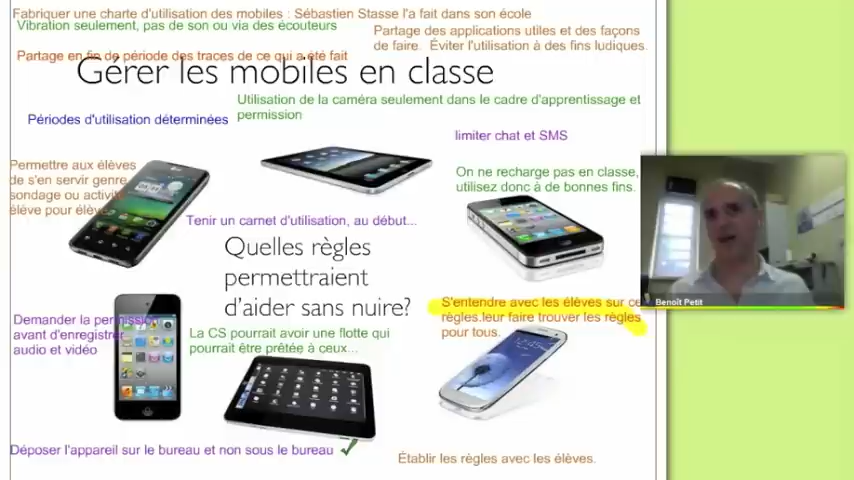 Fabriquer une charte d'utilisation des mobiles : Sébastien Stasse l'a fait dans son école
Vibration seulement, pas de son ou via des écouteurs
Partage des applications utiles et des façons
de faire. Éviter l'utilisation à des fins ludiques.
Partage en fin de période des traces de ce qui a été fait
Gérer les mobiles en classe
Utilisation de la caméra seulement dans le cadre d'apprentissage et
permission
Périodes d'utilisation déterminées
limiter chat et SMS
Permettre aux élèves
de s'en servir genre
sondage ou activité
élève pour élève
On ne recharge pas en classe,
utilisez donc à de bonnes fins.
Tenir un carnet d'utilisation, au début...
Quelles règles
permettraient
d'aider sans nuire?
Benoît Petit
S'entendre avec les élèves sur ce
règles.leur faire trouver les règles
pour tous.
Demander la permission
avant d'enregistrer
audio et vidéo
La CS pourrait avoir une flotte qui
pourrait être prêtée à ceux...
Déposer l'appareil sur le bureau et non sous le bureau
Établir les règles avec les élèves.